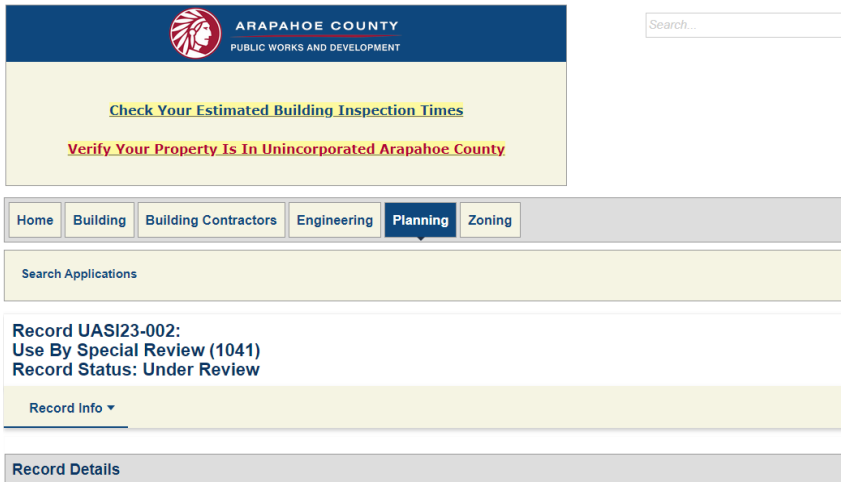 ARAPAHOE COUNTY
PUBLIC WORKS AND DEVELOPMENT
Search...
Check Your Estimated Building Inspection Times
Verify Your Property Is In Unincorporated Arapahoe County
Home Building Building Contractors Engineering Planning Zoning
Search Applications
Record UASI23-002:
Use By Special Review (1041)
Record Status: Under Review
Record Info
Record Details